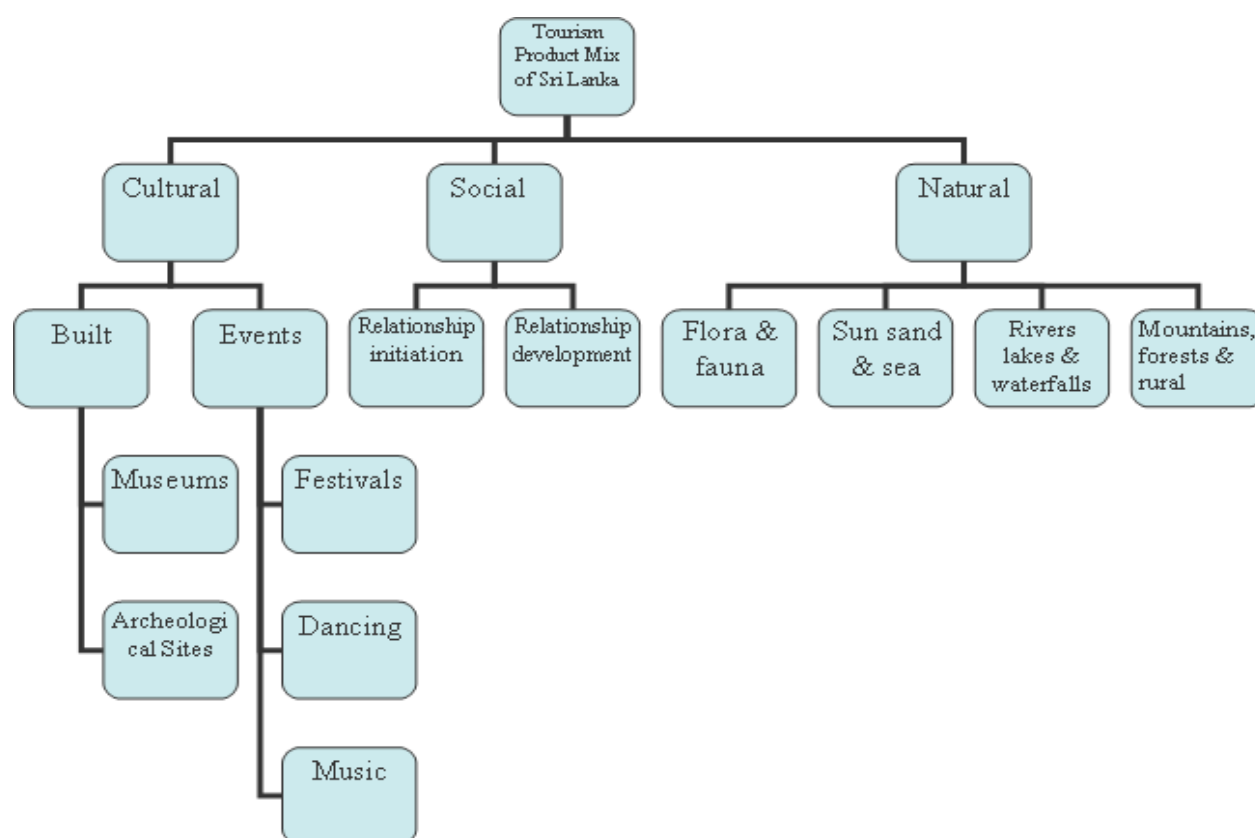 Tourism
Product Mix
of Sri Lanka
Cultural
Social
Natural
Built
Events
Relationship
initiation
Relationship
development
Flora &
fauna
Sun sand
& sea
Rivers
lakes &
waterfalls
Mountains,
forests &
rural
Museums
Festivals
Archeologi
cal Sites
Dancing
Music